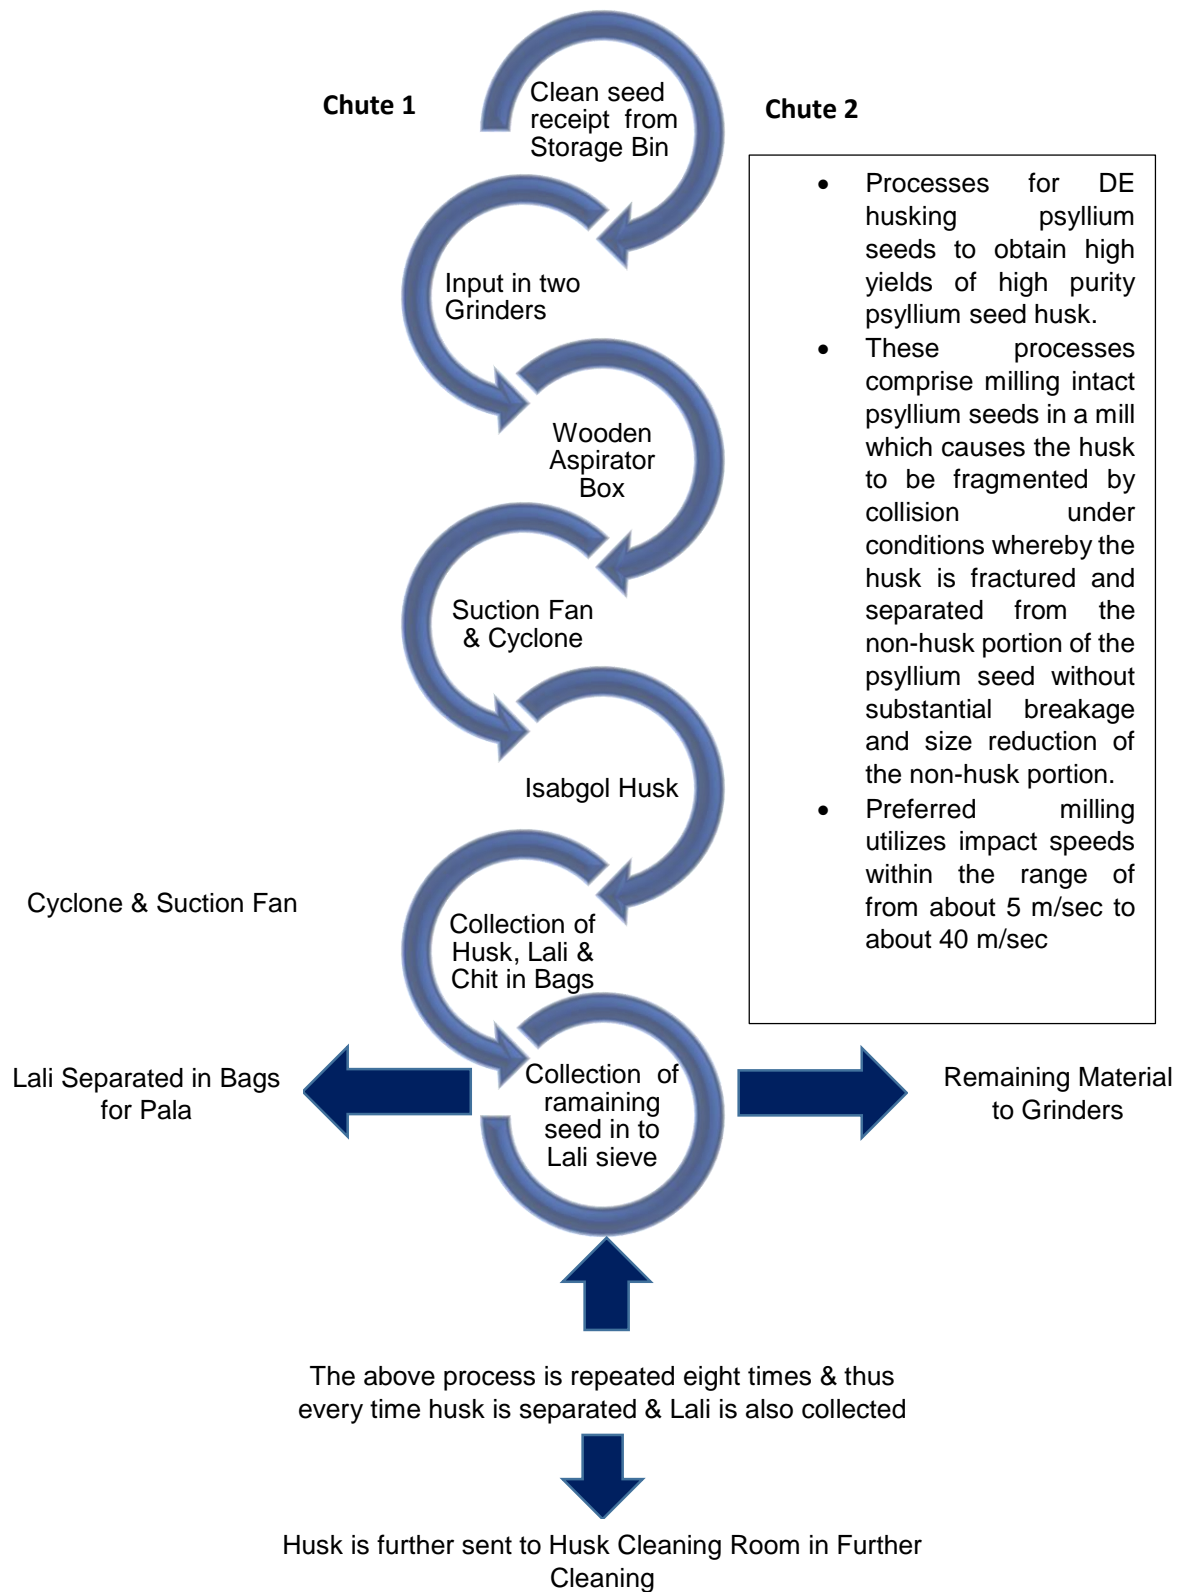 Chute 1
Clean seed
receipt from
Storage Bin
Chute 2
Input in two
Grinders
Wooden
Aspirator
Box
Suction Fan
& Cyclone
Isabgol Husk
• Processes for DE
husking psyllium
seeds to obtain high
yields of high purity
psyllium seed husk.
• These processes
comprise milling intact
psyllium seeds in a mill
which causes the husk
to be fragmented by
collision under
conditions whereby the
husk is fractured and
separated from the
non-husk portion of the
psyllium seed without
substantial breakage
and size reduction of
the non-husk portion.
• Preferred milling
utilizes impact speeds
within the range of
from about 5 m/sec to
about 40 m/sec
Cyclone & Suction Fan
Collection of
Husk, Lali &
Chit in Bags
Lali Separated in Bags
for Pala
Collection of
ramaining
seed in to
Lali sieve
Remaining Material
to Grinders
The above process is repeated eight times & thus
every time husk is separated & Lali is also collected
Husk is further sent to Husk Cleaning Room in Further
Cleaning